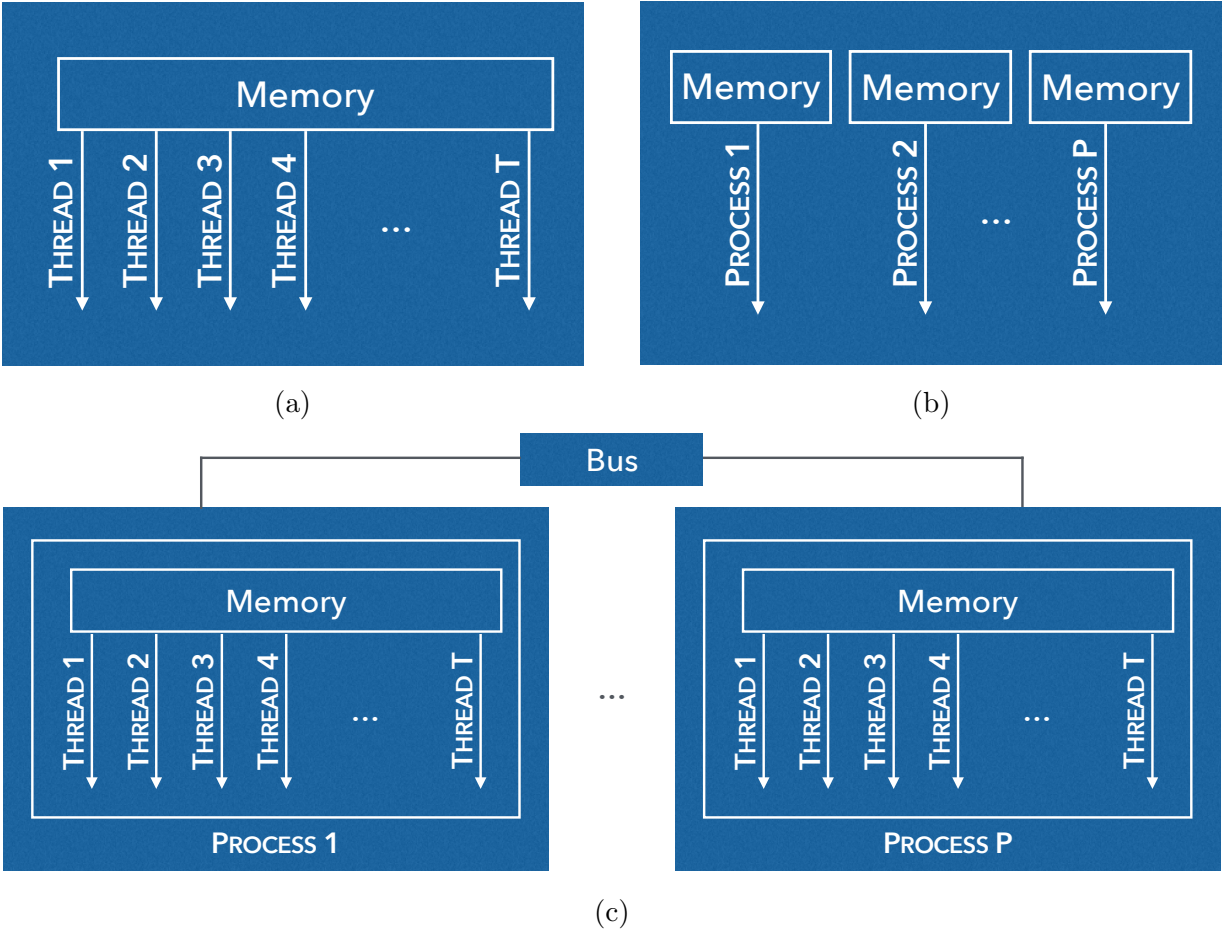 Memory
THREAD 1
THREAD 2
THREAD 3
THREAD 4
...
THREAD T
(a)
Memory
Memory
Memory
PROCESS 1
PROCESS 2
...
PROCESS P
(b)
Bus
Memory
THREAD 1
THREAD 2
THREAD 3
THREAD 4
...
THREAD T
PROCESS 1
...
Memory
THREAD 1
THREAD 2
THREAD 3
THREAD 4
...
THREAD T
PROCESS P
(c)